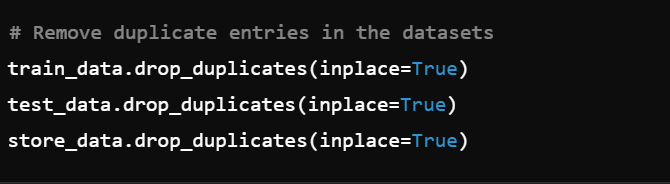 # Remove duplicate entries in the datasets
train_data.drop_duplicates(inplace=True)
test_data.drop_duplicates(inplace=True)
store_data.drop_duplicates(inplace=True)